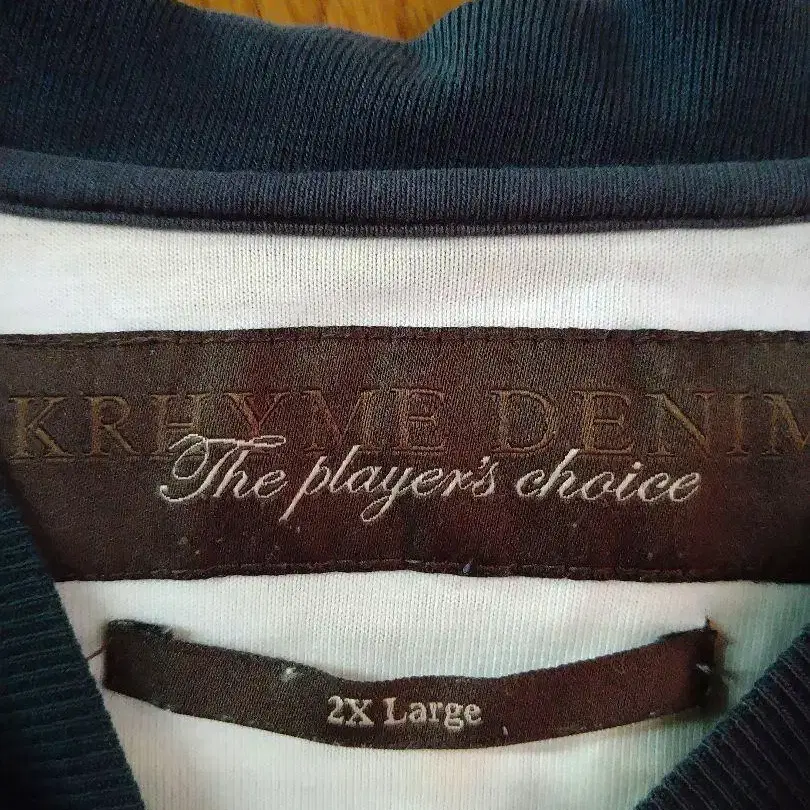 KRHYME DENIM
The player's choice
2X Large